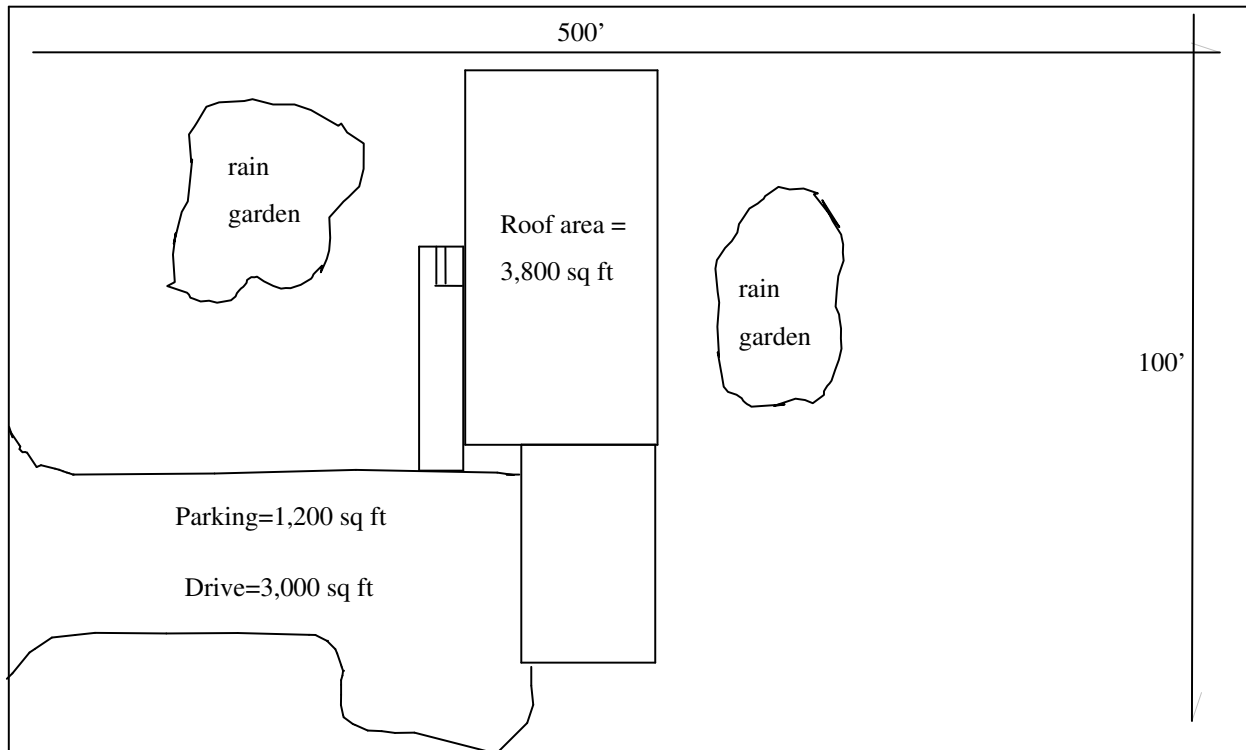 500’
rain
garden
Roof area =
3,800 sq ft
rain
garden
100’
Parking=1,200 sq ft
Drive=3,000 sq ft